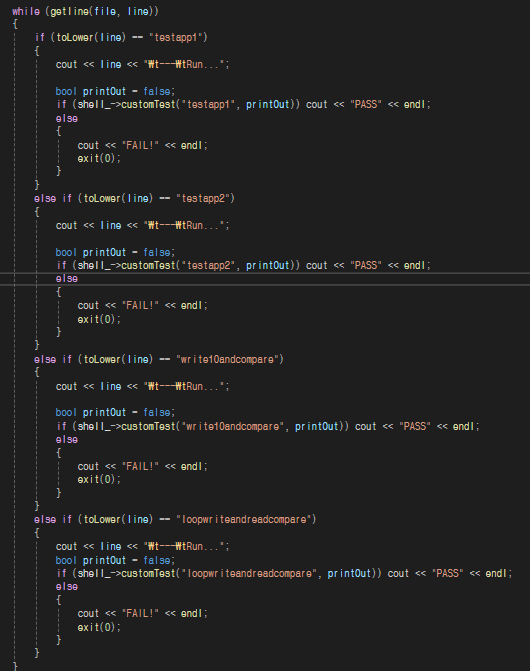 while (getline(file, line))
{
if (toLower(line) == "testapp1")
{
cout << line << "₩t---₩tRun...";
bool printOut = false;
if (shell_->customTest("testapp1", printOut)) cout << "PASS" << endl;
else
{
cout << "FAIL!" << endl;
exit(0);
}
}
else if (toLower(line) == "testapp2")
{
cout << line << "₩t---₩tRun...";
bool printOut = false;
if (shell_->customTest("testapp2", printOut)) cout << "PASS" << endl;
else
{
cout << "FAIL!" << endl;
exit(0);
}
}
else if (toLower(line) == "write10andcompare")
{
cout << line << "₩t---₩tRun...";
bool printOut = false;
if (shell_->customTest("write10andcompare", printOut)) cout << "PASS" << endl;
else
{
cout << "FAIL!" << endl;
exit(0);
}
}
else if (toLower(line) == "loopwriteandreadcompare")
{
cout << line << "₩t---₩tRun...";
bool printOut = false;
if (shell_->customTest("loopwriteandreadcompare", printOut)) cout << "PASS" << endl;
else
{
cout << "FAIL!" << endl;
exit(0);
}
}
}